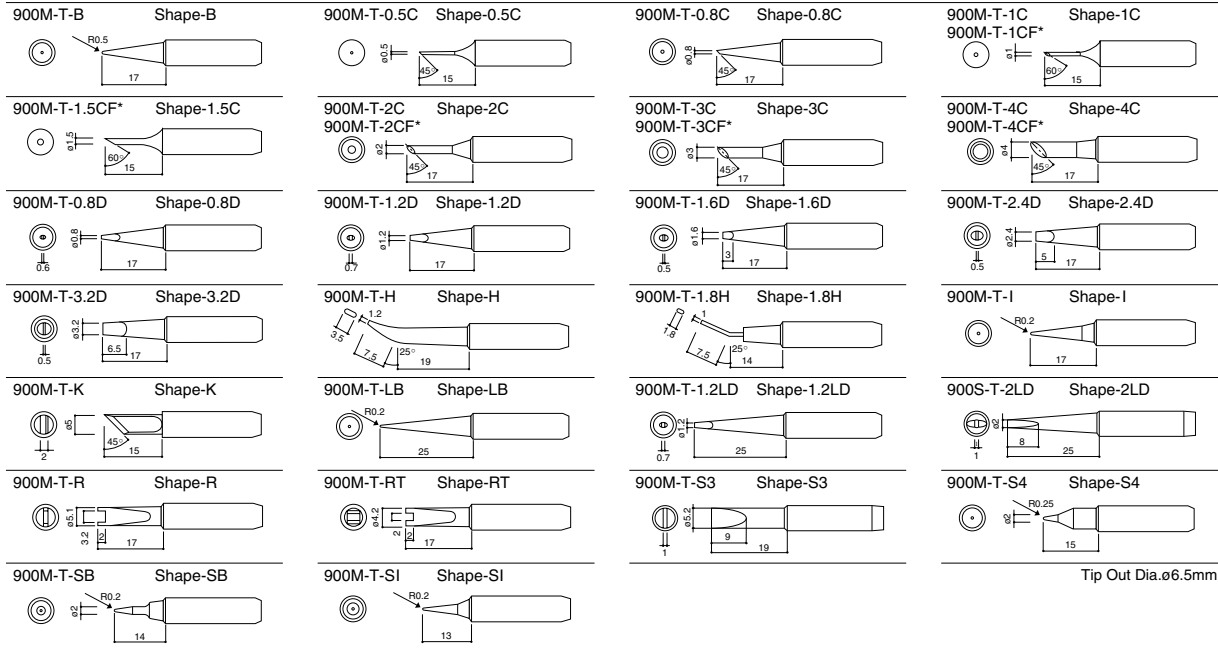 900M-T-B Shape-B
R0.5
17
900M-T-0.5C Shape-0.5C
ø0.5
45°
15
900M-T-0.8C Shape-0.8C
ø0.8
45°
17
900M-T-1C Shape-1C
900M-T-1CF*
ø1
60°
15
900M-T-1.5CF* Shape-1.5C
ø1.5
60°
15
900M-T-2C Shape-2C
900M-T-2CF*
ø2
45°
17
900M-T-3C Shape-3C
900M-T-3CF*
ø3
45°
17
900M-T-4C Shape-4C
900M-T-4CF*
ø4
45°
17
900M-T-0.8D Shape-0.8D
ø0.8
0.6
17
900M-T-1.2D Shape-1.2D
ø1.2
0.7
17
900M-T-1.6D Shape-1.6D
ø1.6
0.5
3
17
900M-T-2.4D Shape-2.4D
ø2.4
0.5
5
17
900M-T-3.2D Shape-3.2D
ø3.2
0.5
6.5
17
900M-T-H Shape-H
1.2
3.5
7.5
25°
19
900M-T-1.8H Shape-1.8H
1
1.8
7.5
25°
14
900M-T-I Shape-I
R0.2
17
900M-T-K Shape-K
ø5
2
45°
15
900M-T-LB Shape-LB
R0.2
25
900M-T-1.2LD Shape-1.2LD
ø1.2
0.7
25
900S-T-2LD Shape-2LD
ø2
1
8
25
900M-T-R Shape-R
ø5.1
3.2
2
17
900M-T-RT Shape-RT
ø4.2
2
2
17
900M-T-S3 Shape-S3
ø5.2
1
9
19
900M-T-S4 Shape-S4
R0.25
ø2
15
900M-T-SB Shape-SB
R0.2
ø2
14
900M-T-SI Shape-SI
R0.2
13
Tip Out Dia.ø6.5mm